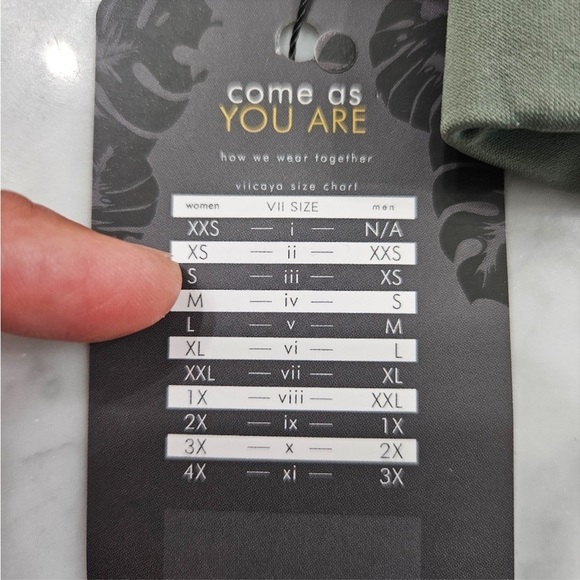 come as
YOU ARE
how we wear together
viicaya size chart
women VII SIZE men
XXS — i — N/A
XS — ii — XXS
S — iii — XS
M — iv — S
L — v — M
XL — vi — L
XXL — vii — XL
1X — viii — XXL
2X — ix — 1X
3X — x — 2X
4X — xi — 3X